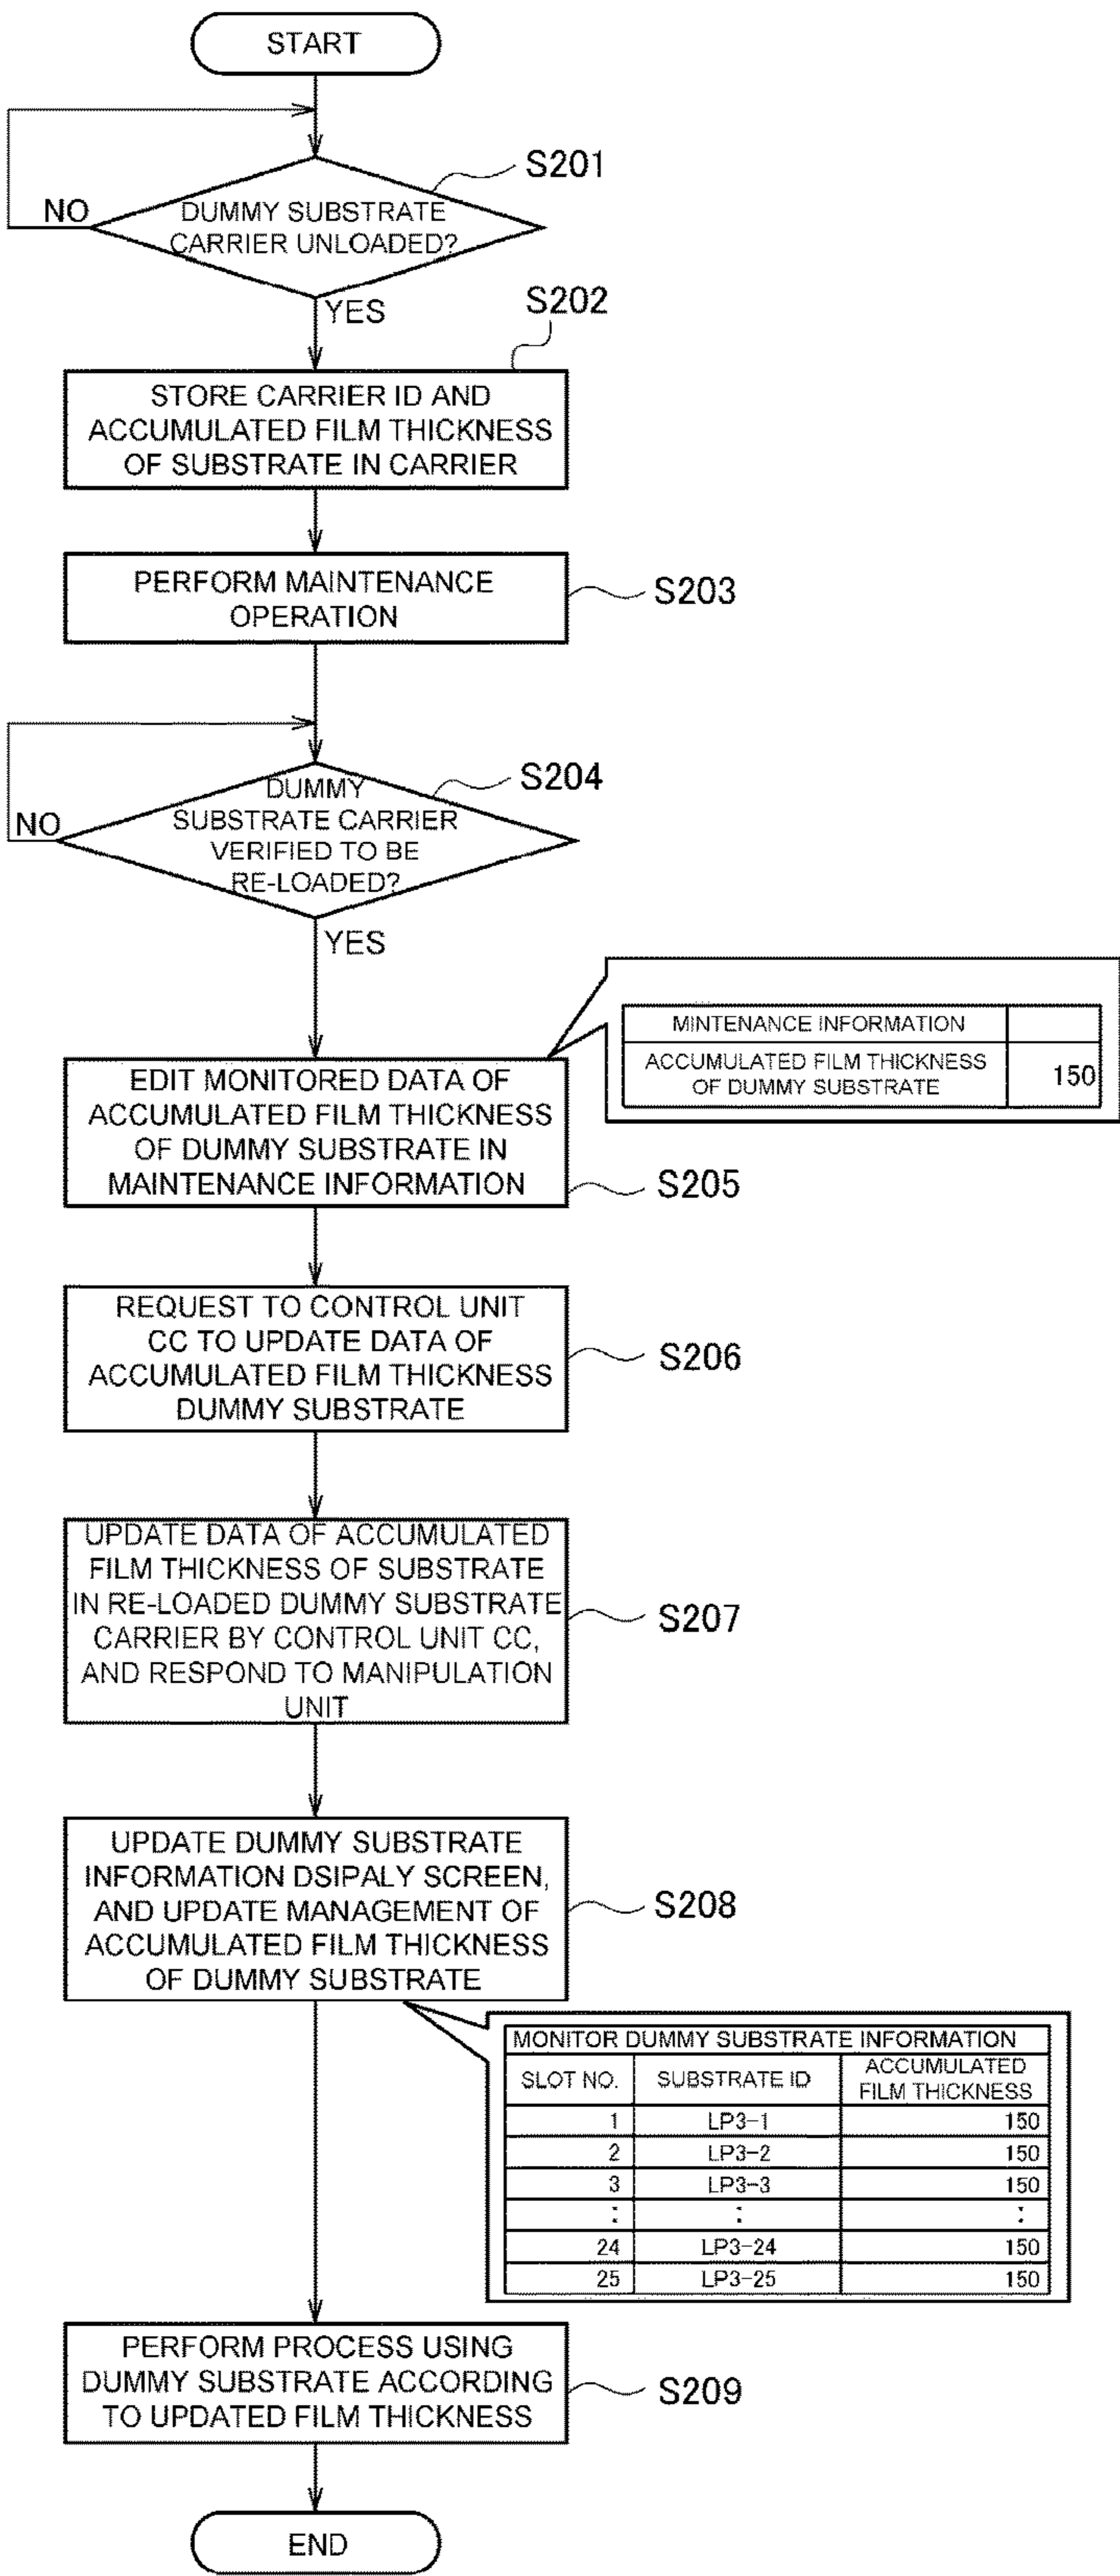 START
S201
NO
DUMMY SUBSTRATE
CARRIER UNLOADED?
YES
S202
STORE CARRIER ID AND
ACCUMULATED FILM THICKNESS
OF SUBSTRATE IN CARRIER
PERFORM MAINTENANCE
OPERATION
S203
S204
NO
DUMMY
SUBSTRATE CARRIER
VERIFIED TO BE
RE-LOADED?
YES
MINTENANCE INFORMATION
ACCUMULATED FILM THICKNESS
OF DUMMY SUBSTRATE
150
EDIT MONITORED DATA OF
ACCUMULATED FILM THICKNESS
OF DUMMY SUBSTRATE IN
MAINTENANCE INFORMATION
S205
REQUEST TO CONTROL UNIT
CC TO UPDATE DATA OF
ACCUMULATED FILM THICKNESS
DUMMY SUBSTRATE
S206
UPDATE DATA OF ACCUMULATED
FILM THICKNESS OF SUBSTRATE
IN RE-LOADED DUMMY SUBSTRATE
CARRIER BY CONTROL UNIT CC,
AND RESPOND TO MANIPULATION
UNIT
S207
UPDATE DUMMY SUBSTRATE
INFORMATION DSIPALY SCREEN,
AND UPDATE MANAGEMENT OF
ACCUMULATED FILM THICKNESS
OF DUMMY SUBSTRATE
S208
MONITOR DUMMY SUBSTRATE INFORMATION
SLOT NO. SUBSTRATE ID ACCUMULATED
FILM THICKNESS
1 LP3-1 150
2 LP3-2 150
3 LP3-3 150
: : :
24 LP3-24 150
25 LP3-25 150
PERFORM PROCESS USING
DUMMY SUBSTRATE ACCORDING
TO UPDATED FILM THICKNESS
S209
END